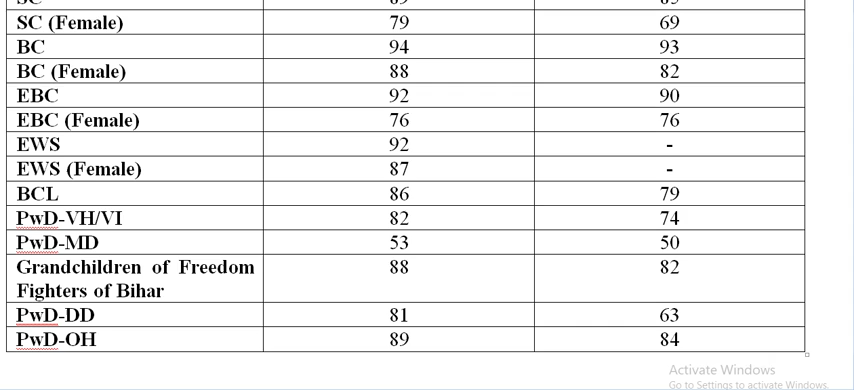 SC 89 85
SC (Female) 79 69
BC 94 93
BC (Female) 88 82
EBC 92 90
EBC (Female) 76 76
EWS 92 -
EWS (Female) 87 -
BCL 86 79
PwD-VH/VI 82 74
PwD-MD 53 50
Grandchildren of Freedom 88 82
Fighters of Bihar
PwD-DD 81 63
PwD-OH 89 84
Activate Windows
Go to Settings to activate Windows.